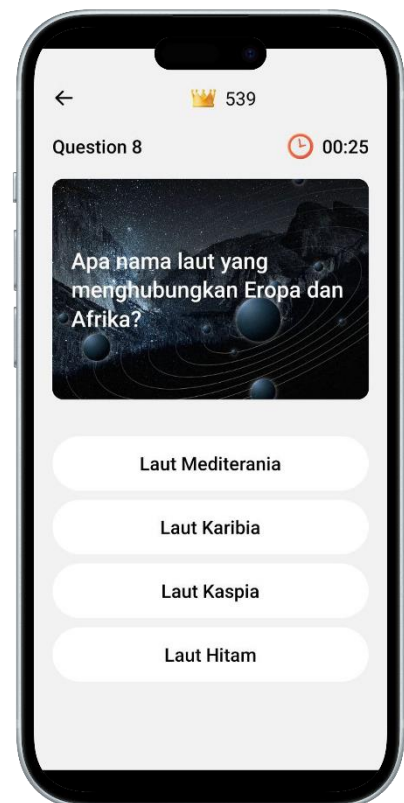 539
Question 8
00:25
Apa nama laut yang
menghubungkan Eropa dan
Afrika?
Laut Mediterania
Laut Karibia
Laut Kaspia
Laut Hitam